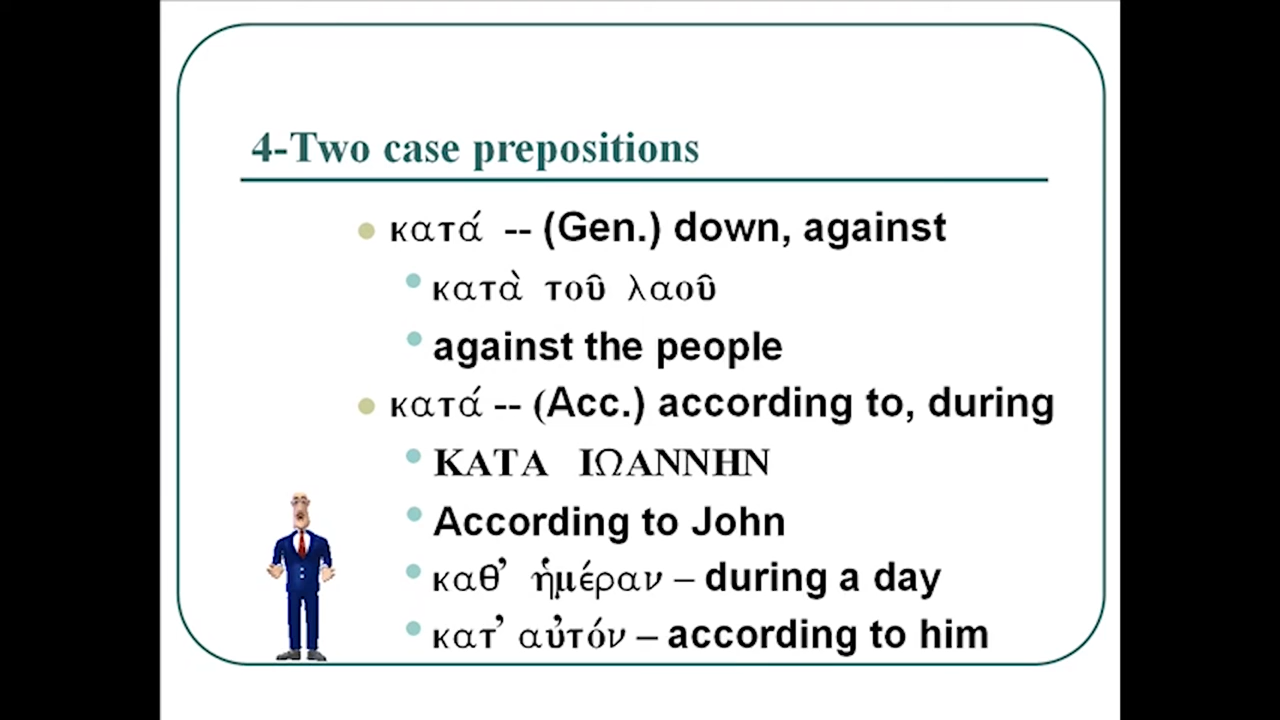 4-Two case prepositions
κατά -- (Gen.) down, against
κατὰ τοῦ λαοῦ
against the people
κατά -- (Acc.) according to, during
ΚΑΤΑ ΙΩΑΝΝΗΝ
According to John
καθ’ ἡμέραν – during a day
κατ’ αὐτόν – according to him